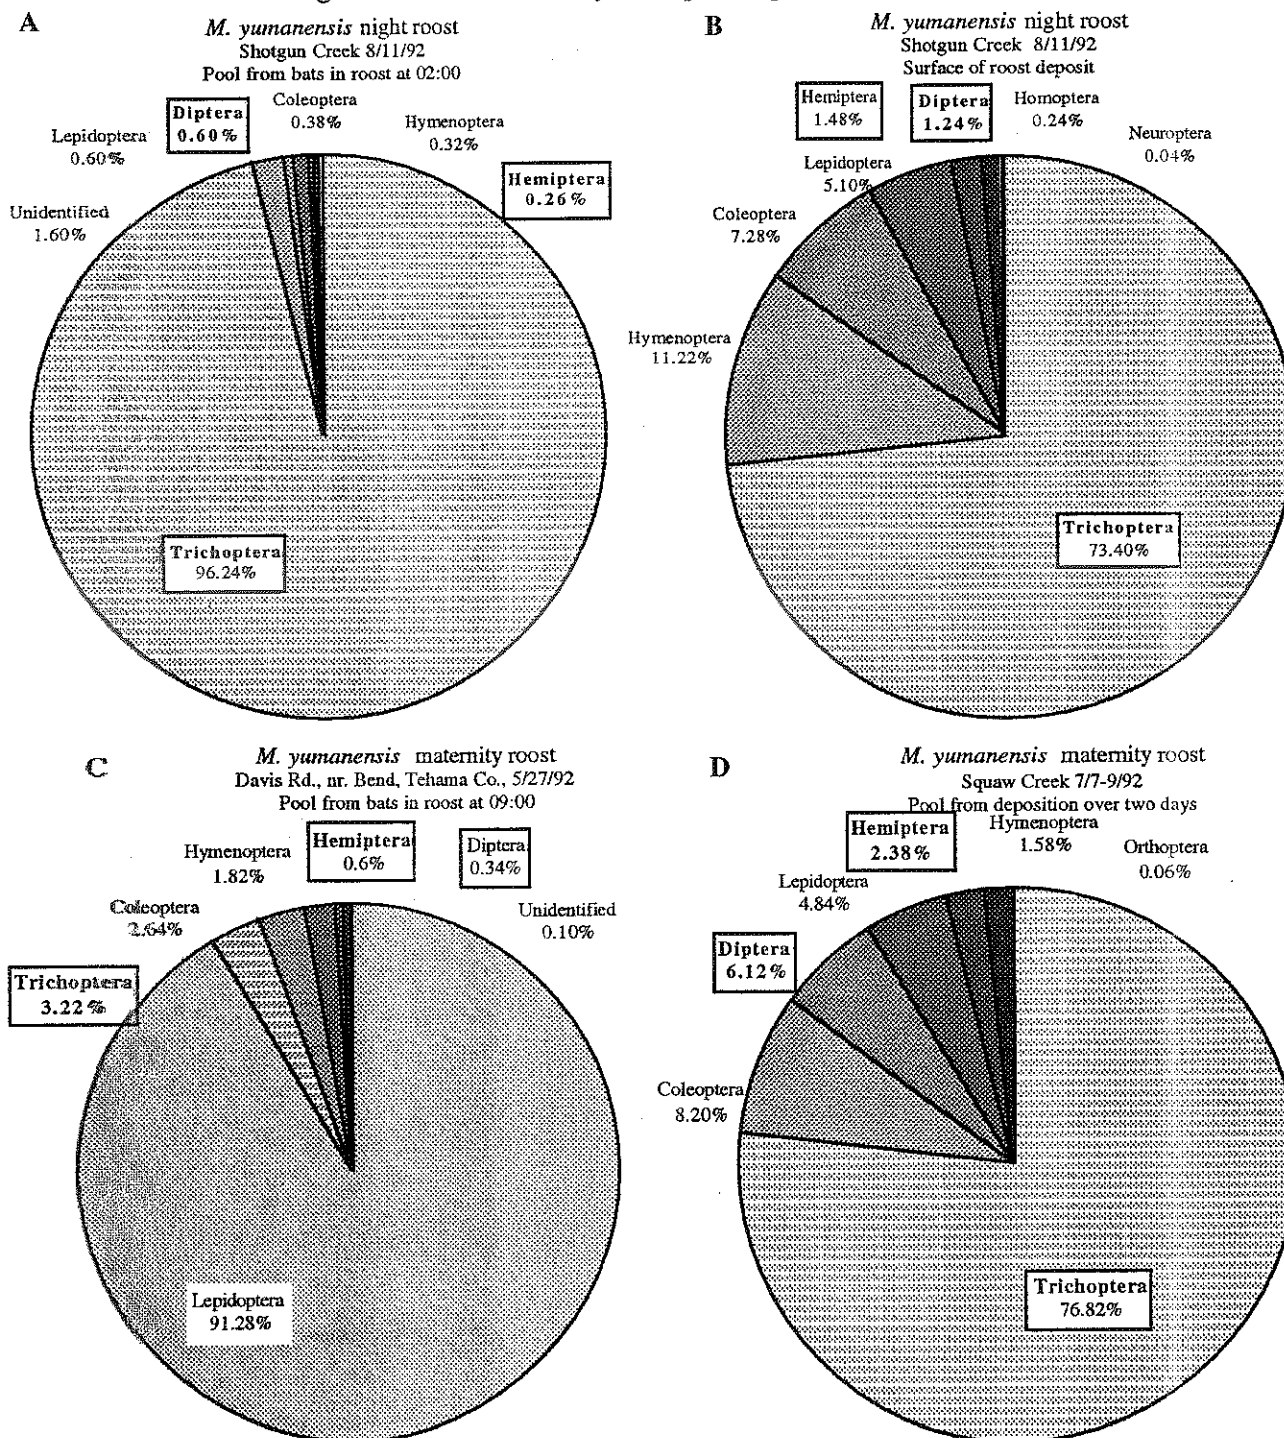 A
M. yumanensis night roost
Shotgun Creek 8/11/92
Pool from bats in roost at 02:00
Diptera
0.60%
Coleoptera
0.38%
Hymenoptera
0.32%
Lepidoptera
0.60%
Hemiptera
0.26%
Unidentified
1.60%
Trichoptera
96.24%
B
M. yumanensis night roost
Shotgun Creek 8/11/92
Surface of roost deposit
Hemiptera
1.48%
Diptera
1.24%
Homoptera
0.24%
Neuroptera
0.04%
Lepidoptera
5.10%
Coleoptera
7.28%
Hymenoptera
11.22%
Trichoptera
73.40%
C
M. yumanensis maternity roost
Davis Rd., nr. Bend, Tehama Co., 5/27/92
Pool from bats in roost at 09:00
Hymenoptera
1.82%
Hemiptera
0.6%
Diptera
0.34%
Coleoptera
2.64%
Unidentified
0.10%
Trichoptera
3.22%
Lepidoptera
91.28%
D
M. yumanensis maternity roost
Squaw Creek 7/7-9/92
Pool from deposition over two days
Hemiptera
2.38%
Hymenoptera
1.58%
Orthoptera
0.06%
Lepidoptera
4.84%
Diptera
6.12%
Coleoptera
8.20%
Trichoptera
76.82%